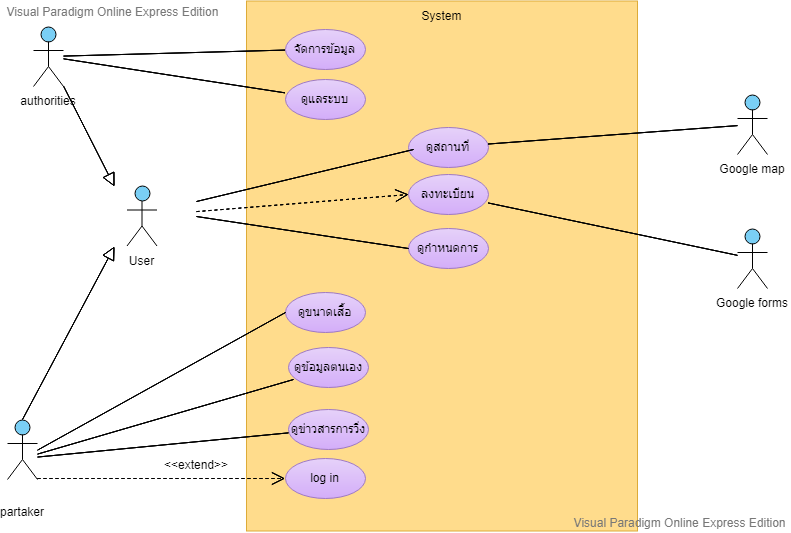 Visual Paradigm Online Express Edition
System
จัดการข้อมูล
authorities
ดูแลระบบ
ดูสถานที่
Google map
ลงทะเบียน
User
ดูกำหนดการ
Google forms
ดูขนาดเสื้อ
ดูข้อมูลตนเอง
ดูข่าวสารการวิ่ง
<<extend>>
log in
partaker
Visual Paradigm Online Express Edition